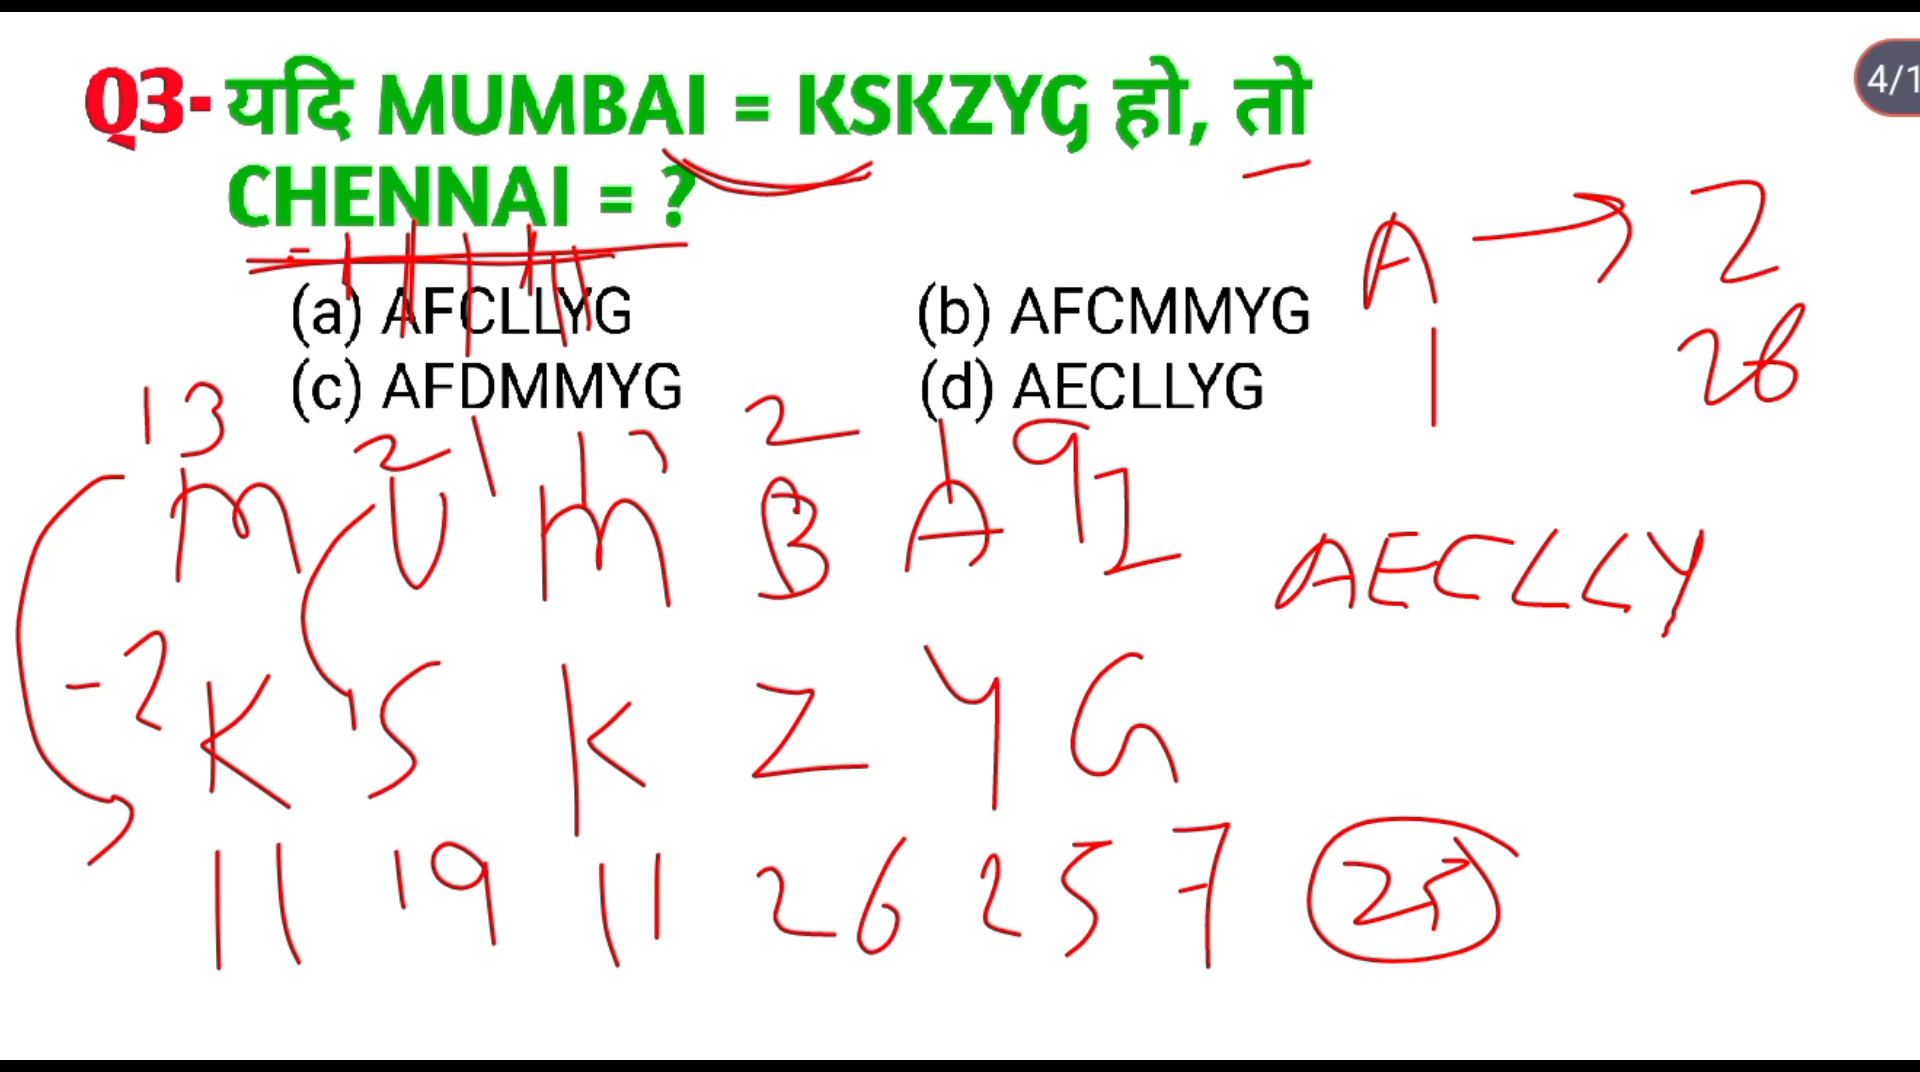 Q3- यदि MUMBAI = KSKZYG हो, तो
CHENNAI = ?
4/1
(a) AFCLLYG (b) AFCMMYG
(c) AFDMMYG (d) AECLLYG
A → Z
1 26
13 21 13 2 1 9
M U M B A I
AECLLY
-2
K S K Z Y G
11 19 11 26 25 7 25